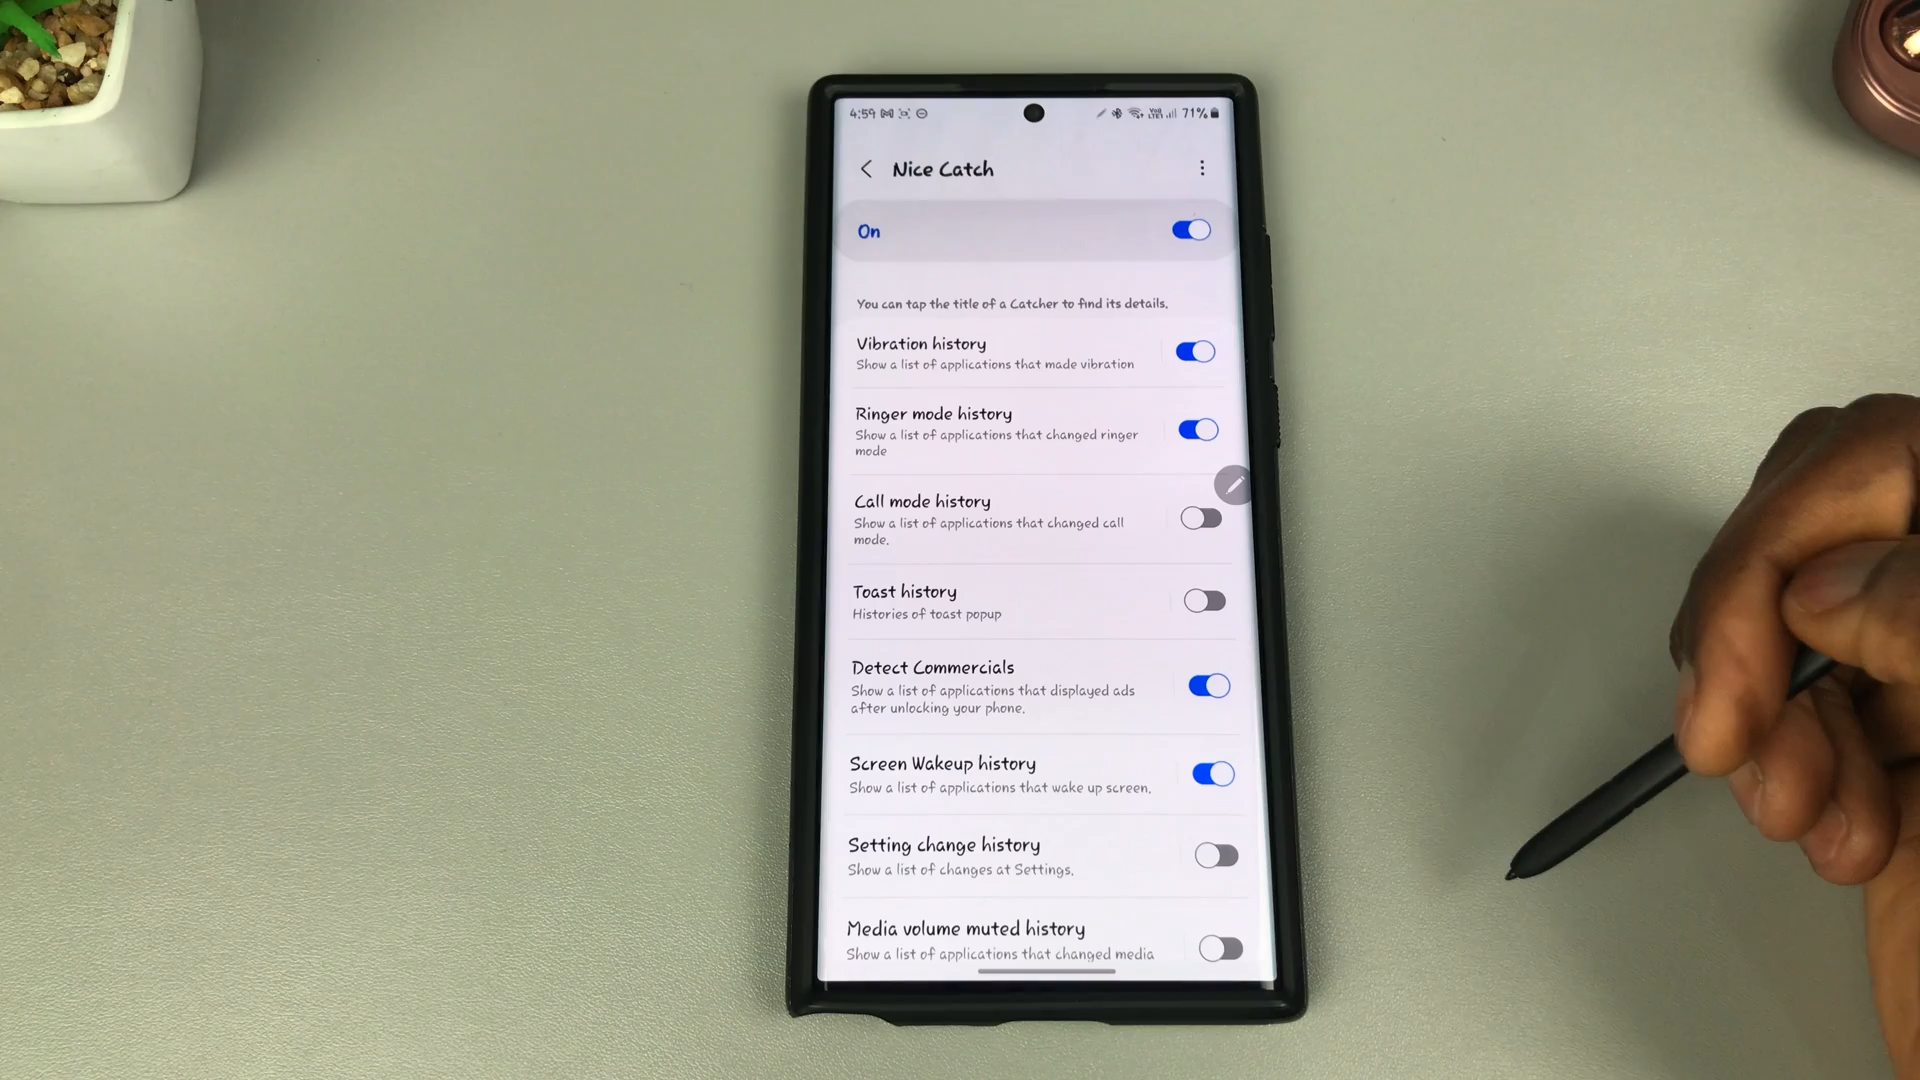 4:59
VoD LTE1 71%
Nice Catch
On
You can tap the title of a Catcher to find its details.
Vibration history
Show a list of applications that made vibration
Ringer mode history
Show a list of applications that changed ringer
mode
Call mode history
Show a list of applications that changed call
mode.
Toast history
Histories of toast popup
Detect Commercials
Show a list of applications that displayed ads
after unlocking your phone.
Screen Wakeup history
Show a list of applications that wake up screen.
Setting change history
Show a list of changes at Settings.
Media volume muted history
Show a list of applications that changed media